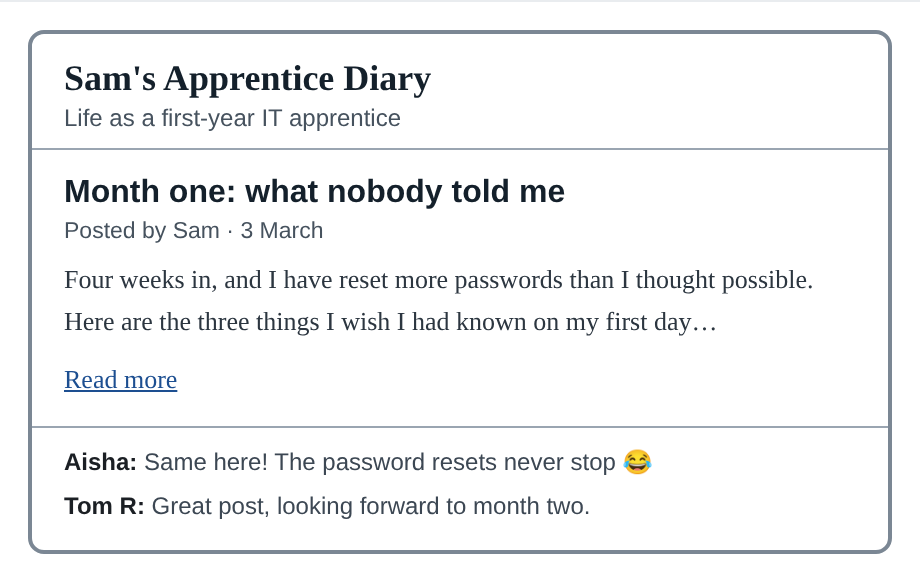 Sam's Apprentice Diary
Life as a first-year IT apprentice
Month one: what nobody told me
Posted by Sam · 3 March
Four weeks in, and I have reset more passwords than I thought possible.
Here are the three things I wish I had known on my first day…
Read more
Aisha: Same here! The password resets never stop 😂
Tom R: Great post, looking forward to month two.